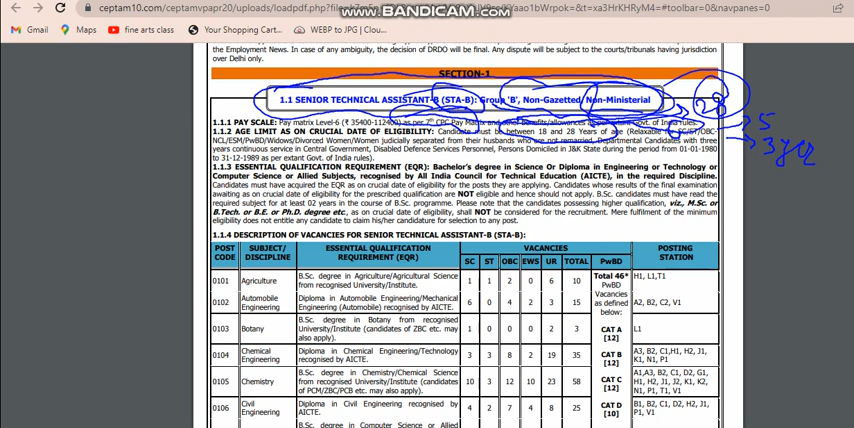 ceptam10.com/ceptamvpapr20/uploads/loadpdf.php?
WWW.BANDICAM.COM
Yaao1bWrpok=&t=xa3HrKHRyM4=#toolbar=0&navpanes=0
Gmail YouTube Maps fine arts class Clou...
WEBP to JPG | Clou...
the Employment News. In case of any ambiguity, the decision of DRDO will be final. Any dispute will be subject to the courts/tribunals having jurisdiction
over Delhi only.
SECTION-1
1.1 SENIOR TECHNICAL ASSISTANT-B (STA-B): Group 'B', Non-Gazetted, Non-Ministerial
28
5
1.1.1 PAY SCALE: Pay matrix Level-6 (₹ 35400-112400) as per 7th CPC Pay Matrix and other benefits/allowances as per extant Govt. of India rules.
3
1.1.2 AGE LIMIT AS ON CRUCIAL DATE OF ELIGIBILITY: Candidate must be between 18 and 28 Years of age (Relaxable for SC/ST/OBC-
NCL/ESM/PwBD/Widow/Divorced Women/Women judicially separated from their husbands who are not remarried, Departmental Candidates with three
years continuous service in Central Government, Disabled Defence Services Personnel, Persons Domiciled in J&K State during the period from 01-01-1980
to 31-12-1989 as per extant Govt. of India rules).
1.1.3 ESSENTIAL QUALIFICATION REQUIREMENT (EQR): Bachelor's degree in Science Or Diploma in Engineering or Technology or
Computer Science or Allied Subjects, recognised by All India Council for Technical Education (AICTE), in the required Discipline.
Candidates must have acquired the EQR as on crucial date of eligibility for the posts they are applying. Candidates whose results of the final examination
awaiting as on crucial date of eligibility for the prescribed qualification are NOT eligible and hence should not apply. B.Sc. candidates must have read the
required subject for at least 02 years in the course of B.Sc. programme. Please note that the candidates possessing higher qualification, viz., M.Sc. or
B.Tech. or B.E. or Ph.D. degree etc, as on crucial date of eligibility, shall NOT be considered for the recruitment. Mere fulfilment of the minimum
eligibility does not entitle any candidate to claim his/her candidature for selection to any post.
1.1.4 DESCRIPTION OF VACANCIES FOR SENIOR TECHNICAL ASSISTANT-B (STA-B):
POST CODE SUBJECT/ DISCIPLINE ESSENTIAL QUALIFICATION REQUIREMENT (EQR) VACANCIES POSTING STATION
SC ST OBC EWS UR TOTAL PwBD
0101 Agriculture B.Sc. degree in Agriculture/Agricultural Science from recognised University/Institute. 1 1 2 0 6 10 H1, L1,T1
Total 46* PwBD Vacancies as defined below:
0102 Automobile Engineering Diploma in Automobile Engineering/Mechanical Engineering (Automobile) recognised by AICTE. 6 0 4 2 3 15 A2, B2, C2, V1
0103 Botany B.Sc. degree in Botany from recognised University/Institute (candidates of ZBC etc. may also apply). 1 0 0 0 2 3 L1
CAT A [12]
0104 Chemical Engineering Diploma in Chemical Engineering/Technology recognised by AICTE. 3 3 8 2 19 35 A3, B2, C1,H1, H2, J1, K1, N1, P1
CAT B [12]
0105 Chemistry B.Sc. degree in Chemistry/Chemical Science from recognised University/Institute (candidates of PCM/ZBC/PCB etc. may also apply). 10 3 12 10 23 58 A1,A3, B2, C1, D2, G1, H1, H2, J1, J2, K1, K2, N1, P1, T1, V1
CAT C [12]
0106 Civil Engineering Diploma in Civil Engineering recognised by AICTE. 4 2 7 4 8 25 B1, B2, C1, D2, H2, J1, P1, V1
CAT D [10]
B.Sc. degree in Computer Science or Allied